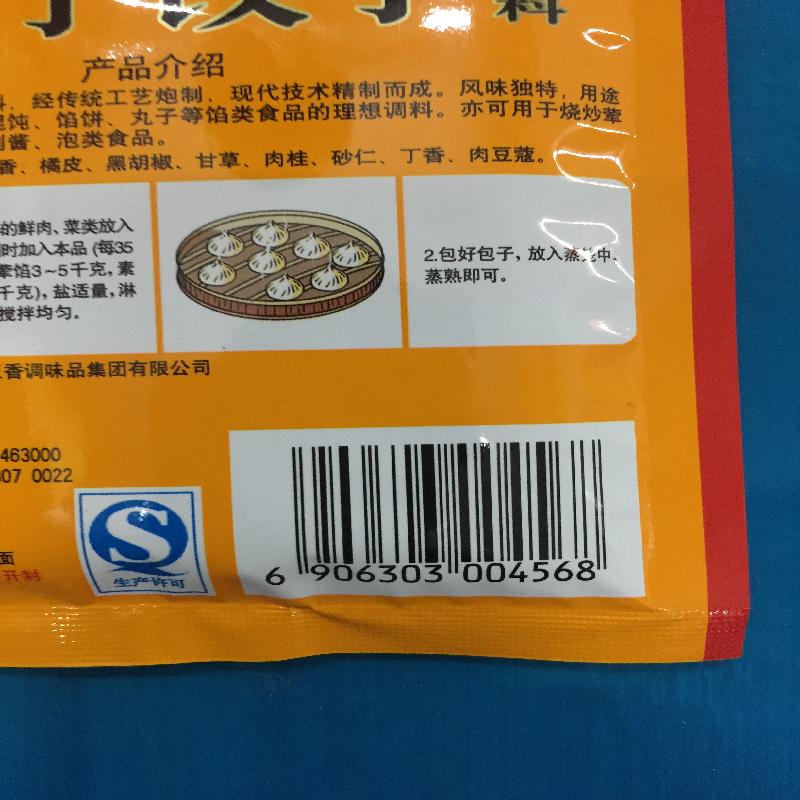 产品介绍
经传统工艺炮制、现代技术精制而成。风味独特,用途
馄饨、馅饼、丸子等馅类食品的理想调料。亦可用于烧炒荤
制酱、泡类食品。
香、橘皮、黑胡椒、甘草、肉桂、砂仁、丁香、肉豆蔻。
的鲜肉、菜类放入
时加入本品(每35
荤馅3~5千克,素
千克),盐适量,淋
搅拌均匀。
2.包好包子,放入蒸笼中,
蒸熟即可。
香调味品集团有限公司
463000
307 0022
S
生产许可
面
开封
6 906303 004568